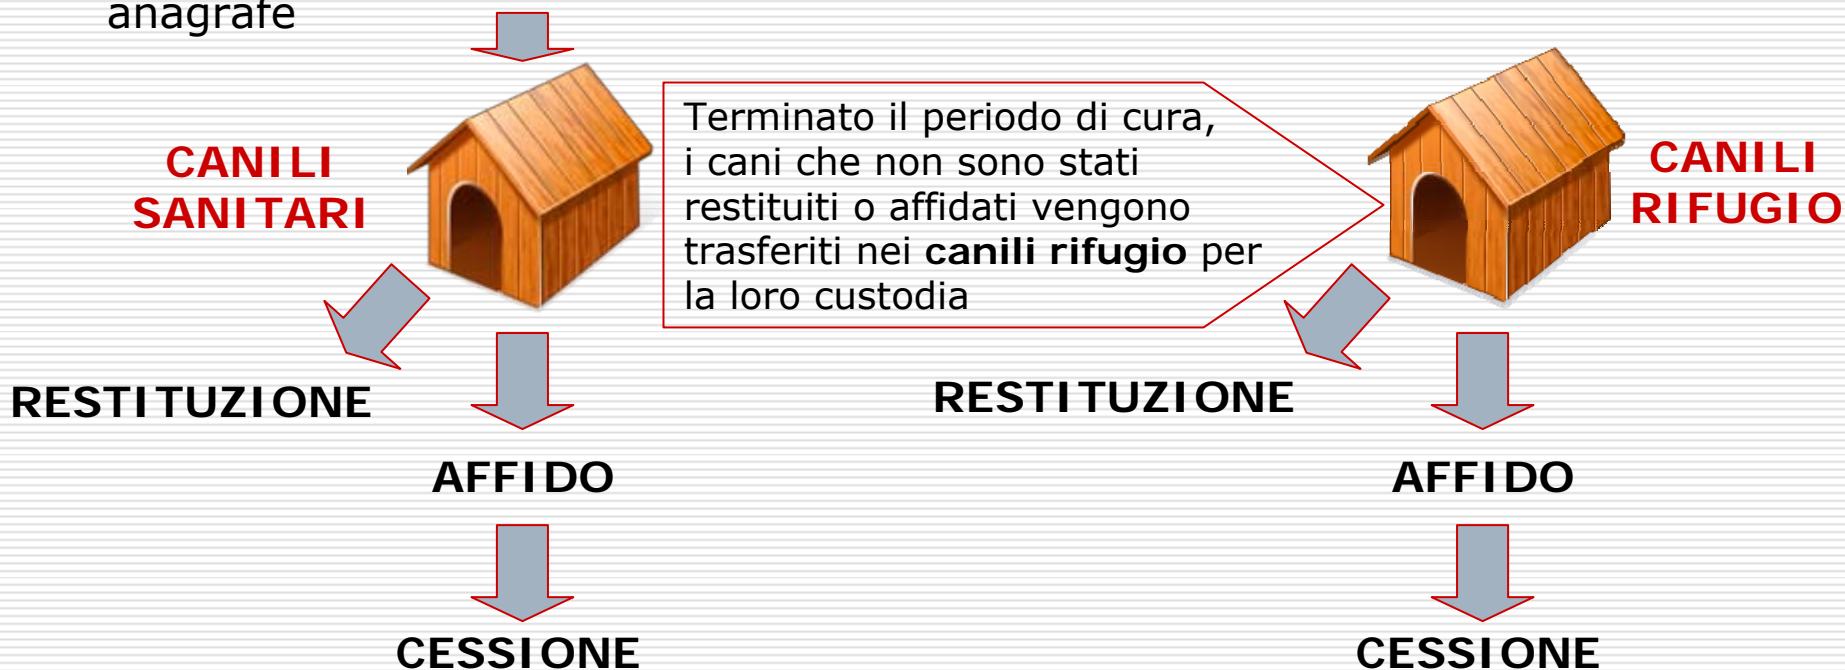 anagrafe
CANILI
SANITARI
Terminato il periodo di cura,
i cani che non sono stati
restituiti o affidati vengono
trasferiti nei canili rifugio per
la loro custodia
CANILI
RIFUGIO
RESTITUZIONE
RESTITUZIONE
AFFIDO
AFFIDO
CESSIONE
CESSIONE